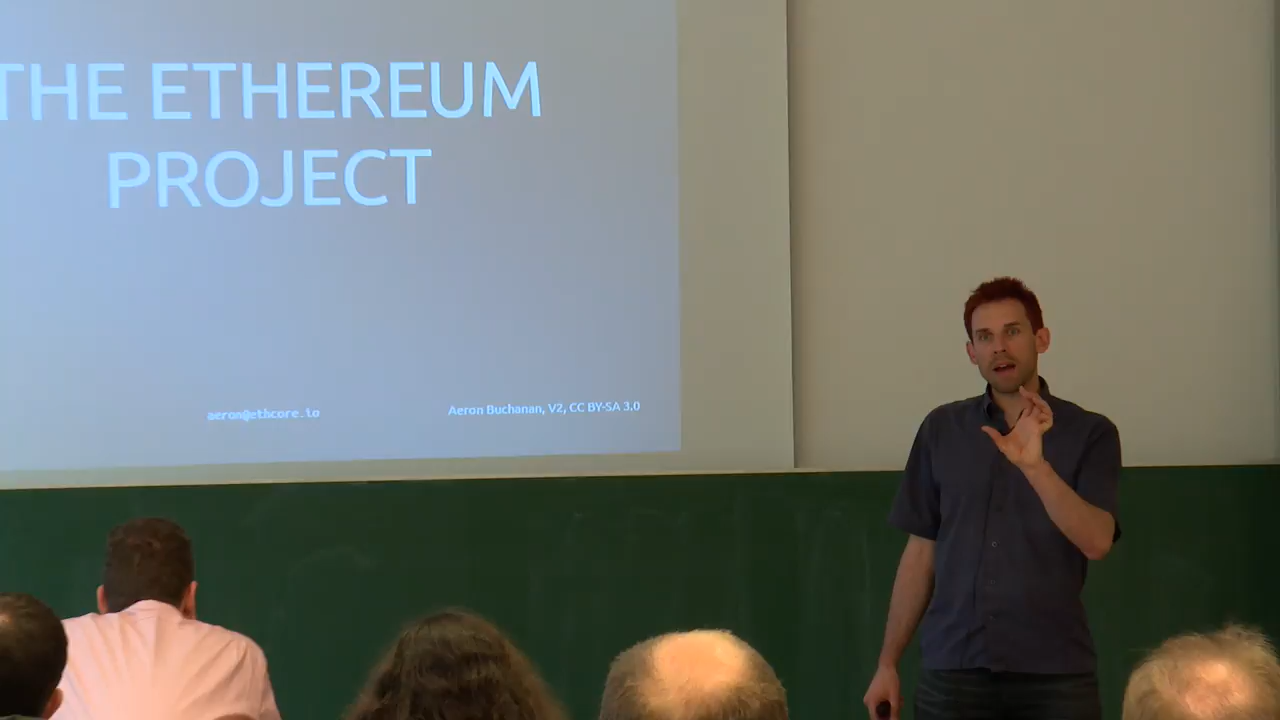 THE ETHEREUM
PROJECT
aeron@ethcore.io
Aeron Buchanan, V2, CC BY-SA 3.0